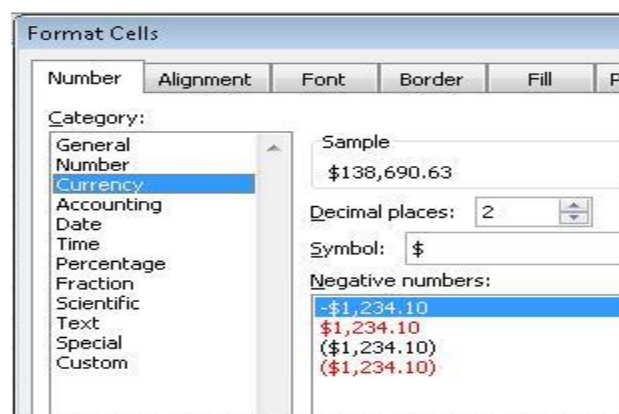 Format Cells
Number Alignment Font Border Fill
Category:
General
Number
Currency
Accounting
Date
Time
Percentage
Fraction
Scientific
Text
Special
Custom
Sample
$138,690.63
Decimal places: 2
Symbol: $
Negative numbers:
-$1,234.10
$1,234.10
($1,234.10)
($1,234.10)